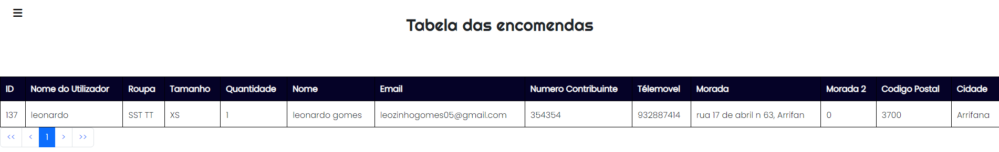 Tabela das encomendas
ID Nome do Utilizador Roupa Tamanho Quantidade Nome Email Numero Contribuinte Télemovel Morada Morada 2 Codigo Postal Cidade
137 leonardo SST TT XS 1 leonardo gomes leozinhogomes05@gmail.com 354354 932887414 rua 17 de abril n 63, Arrifan 0 3700 Arrifana
<< < 1 > >>